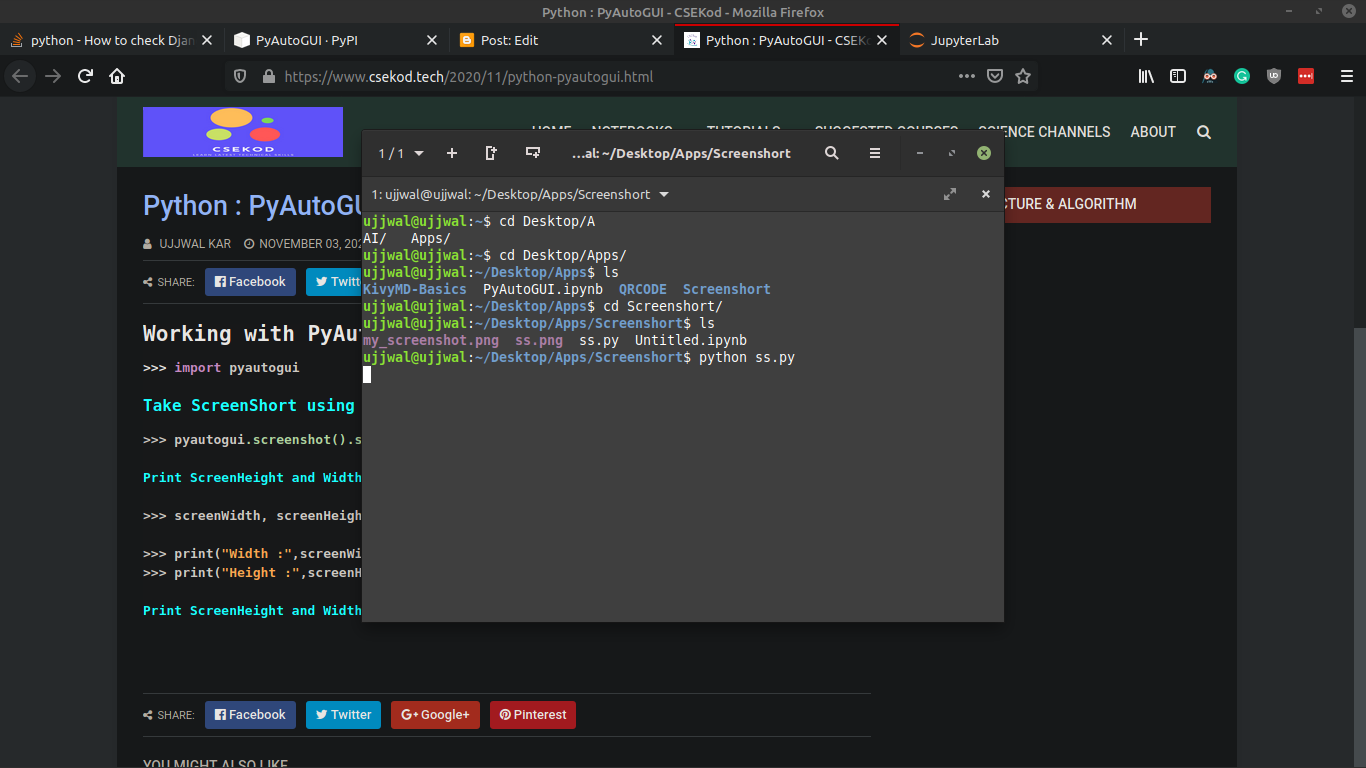 Python : PyAutoGUI - CSEKod - Mozilla Firefox
python - How to check Djan
PyAutoGUI · PyPI
Post: Edit
Python : PyAutoGUI - CSEKo
JupyterLab
https://www.csekod.tech/2020/11/python-pyautogui.html
CSEKOD
HOME NOTEBOOKS TUTORIALS SUGGESTED COURSES SCIENCE CHANNELS ABOUT
1 / 1 ...al: ~/Desktop/Apps/Screenshort
1: ujjwal@ujjwal: ~/Desktop/Apps/Screenshort
ujjwal@ujjwal:~$ cd Desktop/A
AI/ Apps/
ujjwal@ujjwal:~$ cd Desktop/Apps/
ujjwal@ujjwal:~/Desktop/Apps$ ls
KivyMD-Basics PyAutoGUI.ipynb QRCODE Screenshort
ujjwal@ujjwal:~/Desktop/Apps$ cd Screenshort/
ujjwal@ujjwal:~/Desktop/Apps/Screenshort$ ls
my_screenshot.png ss.png ss.py Untitled.ipynb
ujjwal@ujjwal:~/Desktop/Apps/Screenshort$ python ss.py
Python : PyAutoGU
CTURE & ALGORITHM
UJJWAL KAR NOVEMBER 03, 202
SHARE: Facebook Twitt
Working with PyAut
>>> import pyautogui
Take ScreenShort using
>>> pyautogui.screenshot().s
Print ScreenHeight and Width
>>> screenWidth, screenHeigh
>>> print("Width :",screenWi
>>> print("Height :",screenH
Print ScreenHeight and Width
SHARE: Facebook Twitter Google+ Pinterest
YOU MIGHT ALSO LIKE